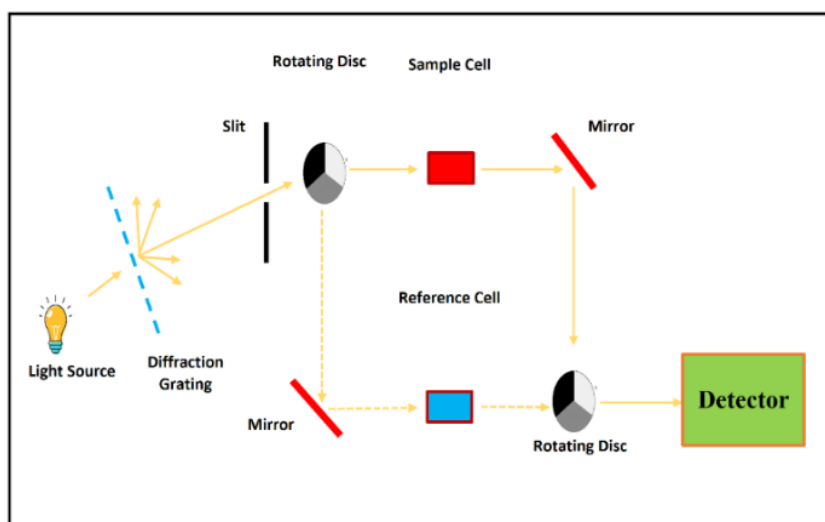 Rotating Disc
Sample Cell
Slit
Mirror
Reference Cell
Light Source
Diffraction
Grating
Mirror
Detector
Rotating Disc